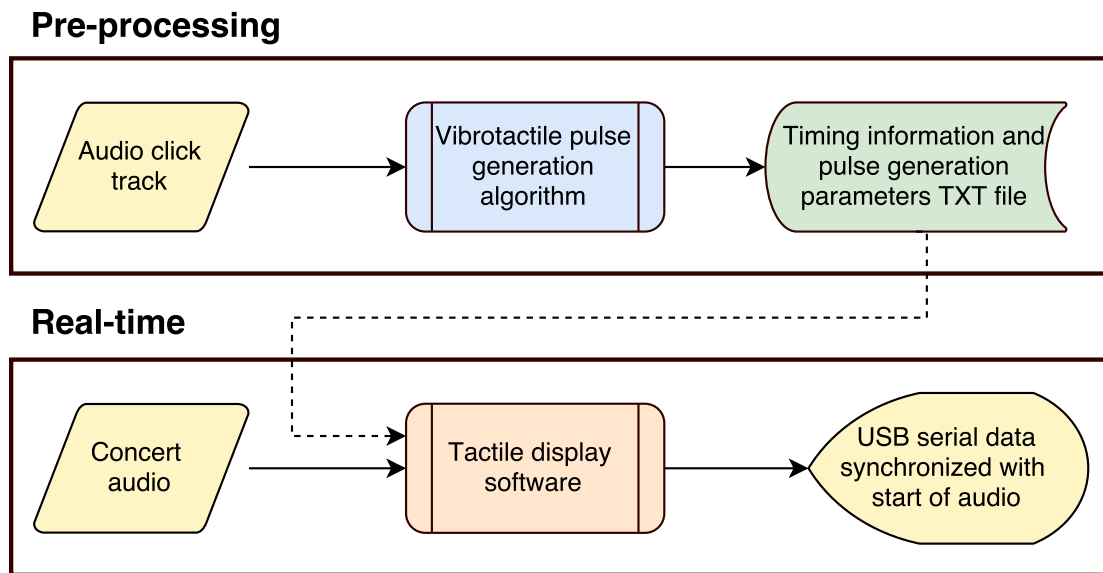 Pre-processing
Audio click
track
Vibrotactile pulse
generation
algorithm
Timing information and
pulse generation
parameters TXT file
Real-time
Concert
audio
Tactile display
software
USB serial data
synchronized with
start of audio